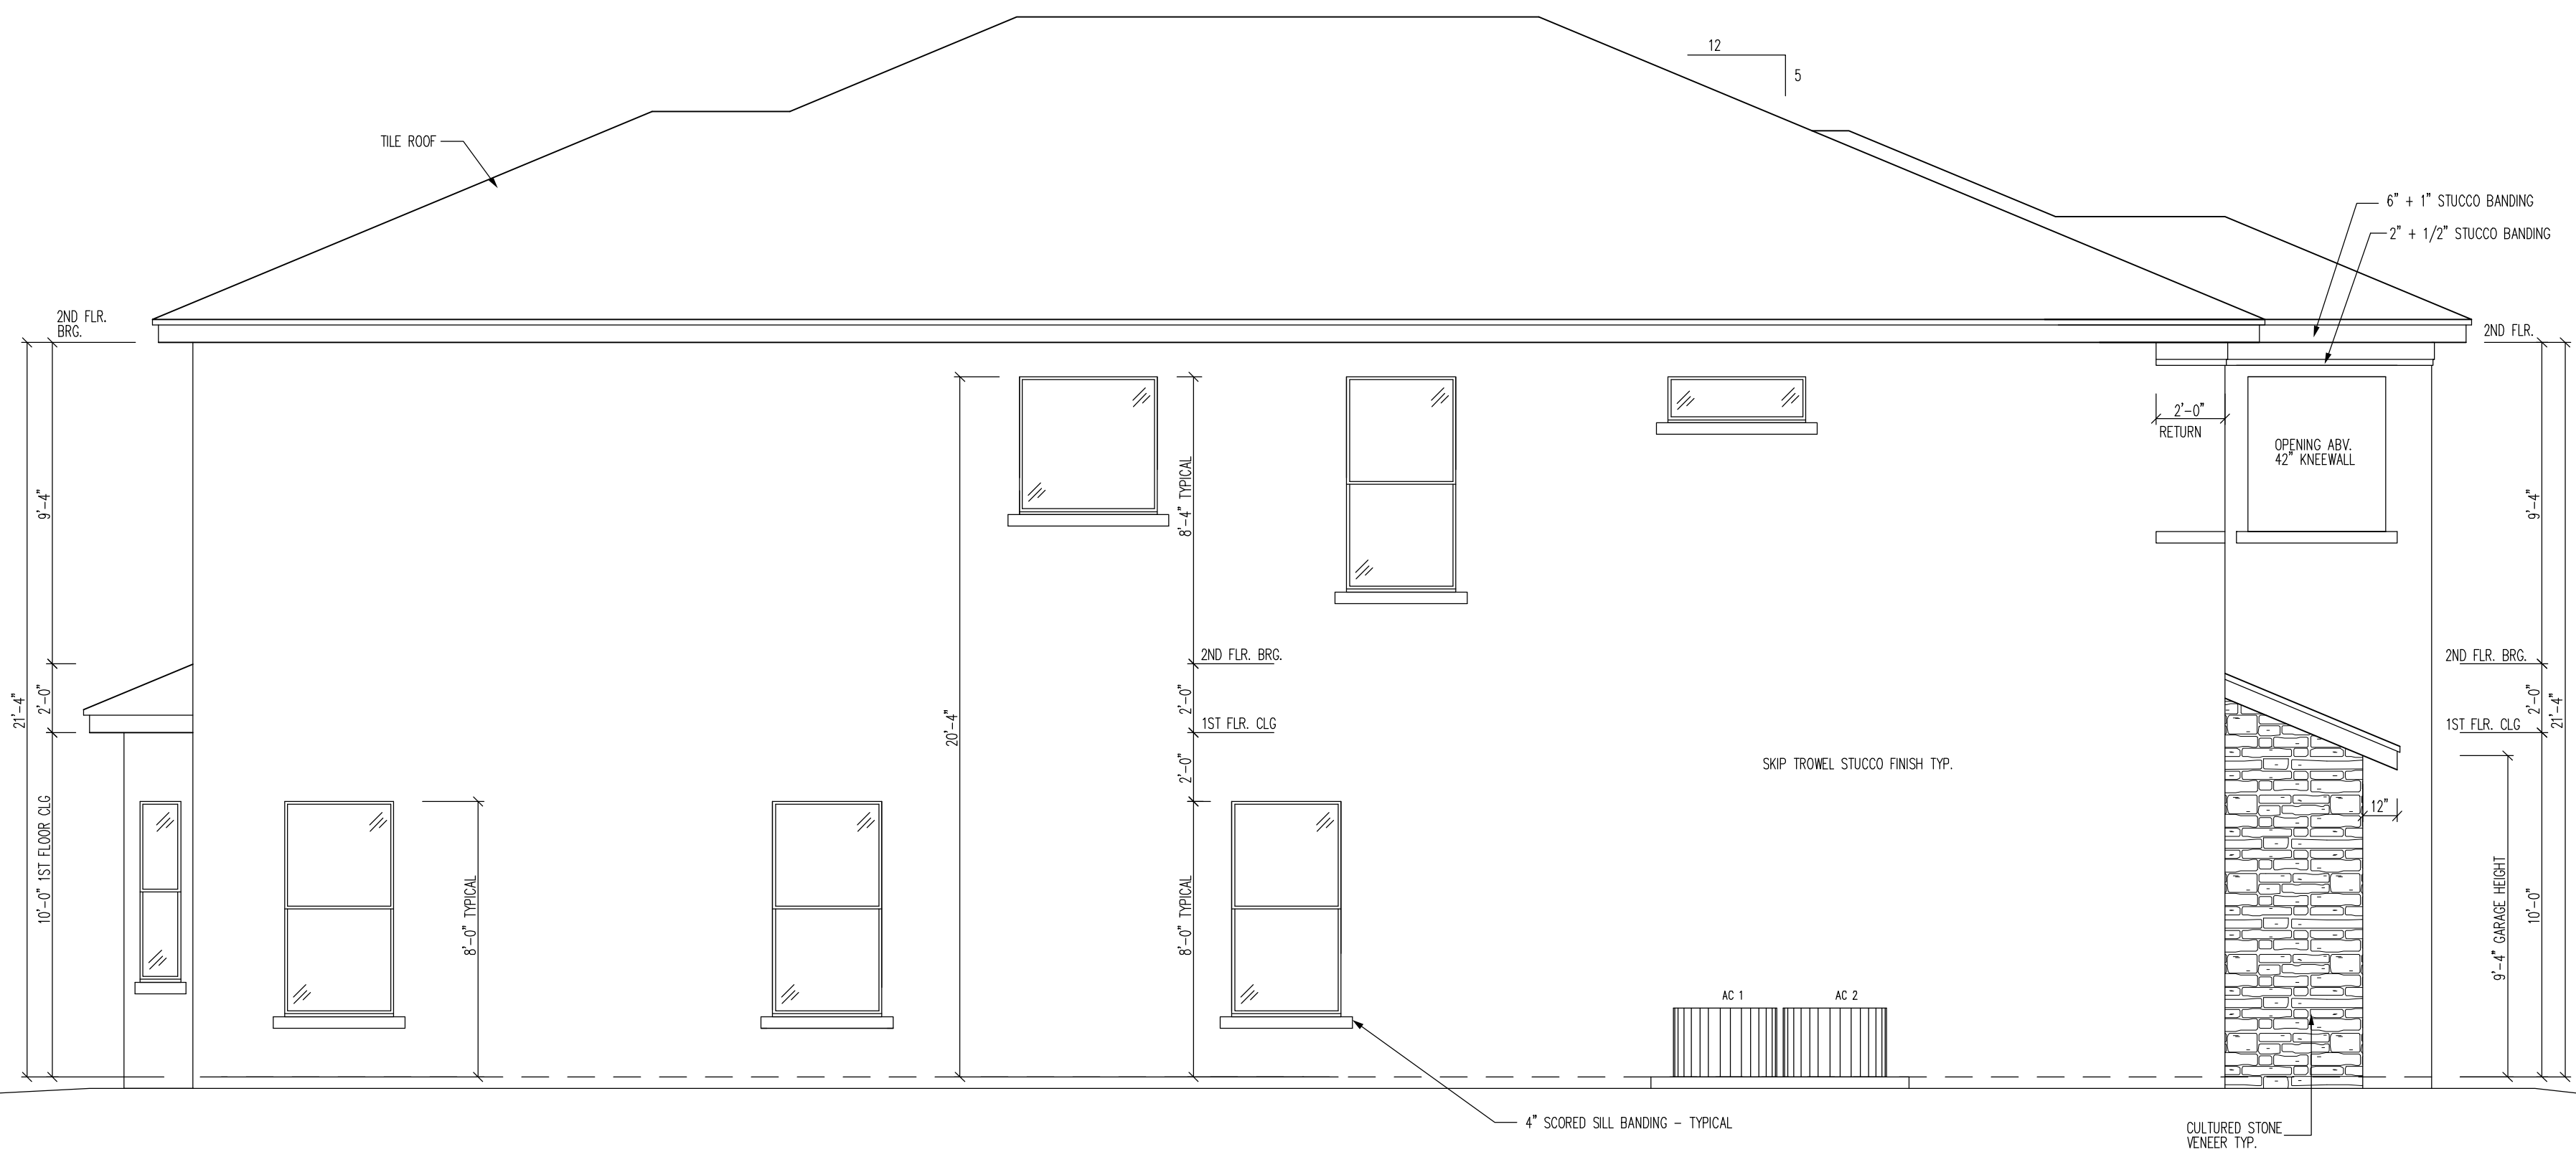 12
5
TILE ROOF
6" + 1" STUCCO BANDING
2" + 1/2" STUCCO BANDING
2ND FLR.
BRG.
2ND FLR.
2'-0"
RETURN
OPENING ABV.
42" KNEEWALL
9'-4"
8'-4" TYPICAL
9'-4"
2ND FLR. BRG.
2ND FLR. BRG.
21'-4"
2'-0"
20'-4"
2'-0"
1ST FLR. CLG
2'-0"
21'-4"
1ST FLR. CLG
2'-0"
SKIP TROWEL STUCCO FINISH TYP.
12"
10'-0" 1ST FLOOR CLG
8'-0" TYPICAL
8'-0" TYPICAL
9'-4" GARAGE HEIGHT
10'-0"
AC 1
AC 2
4" SCORED SILL BANDING - TYPICAL
CULTURED STONE
VENEER TYP.